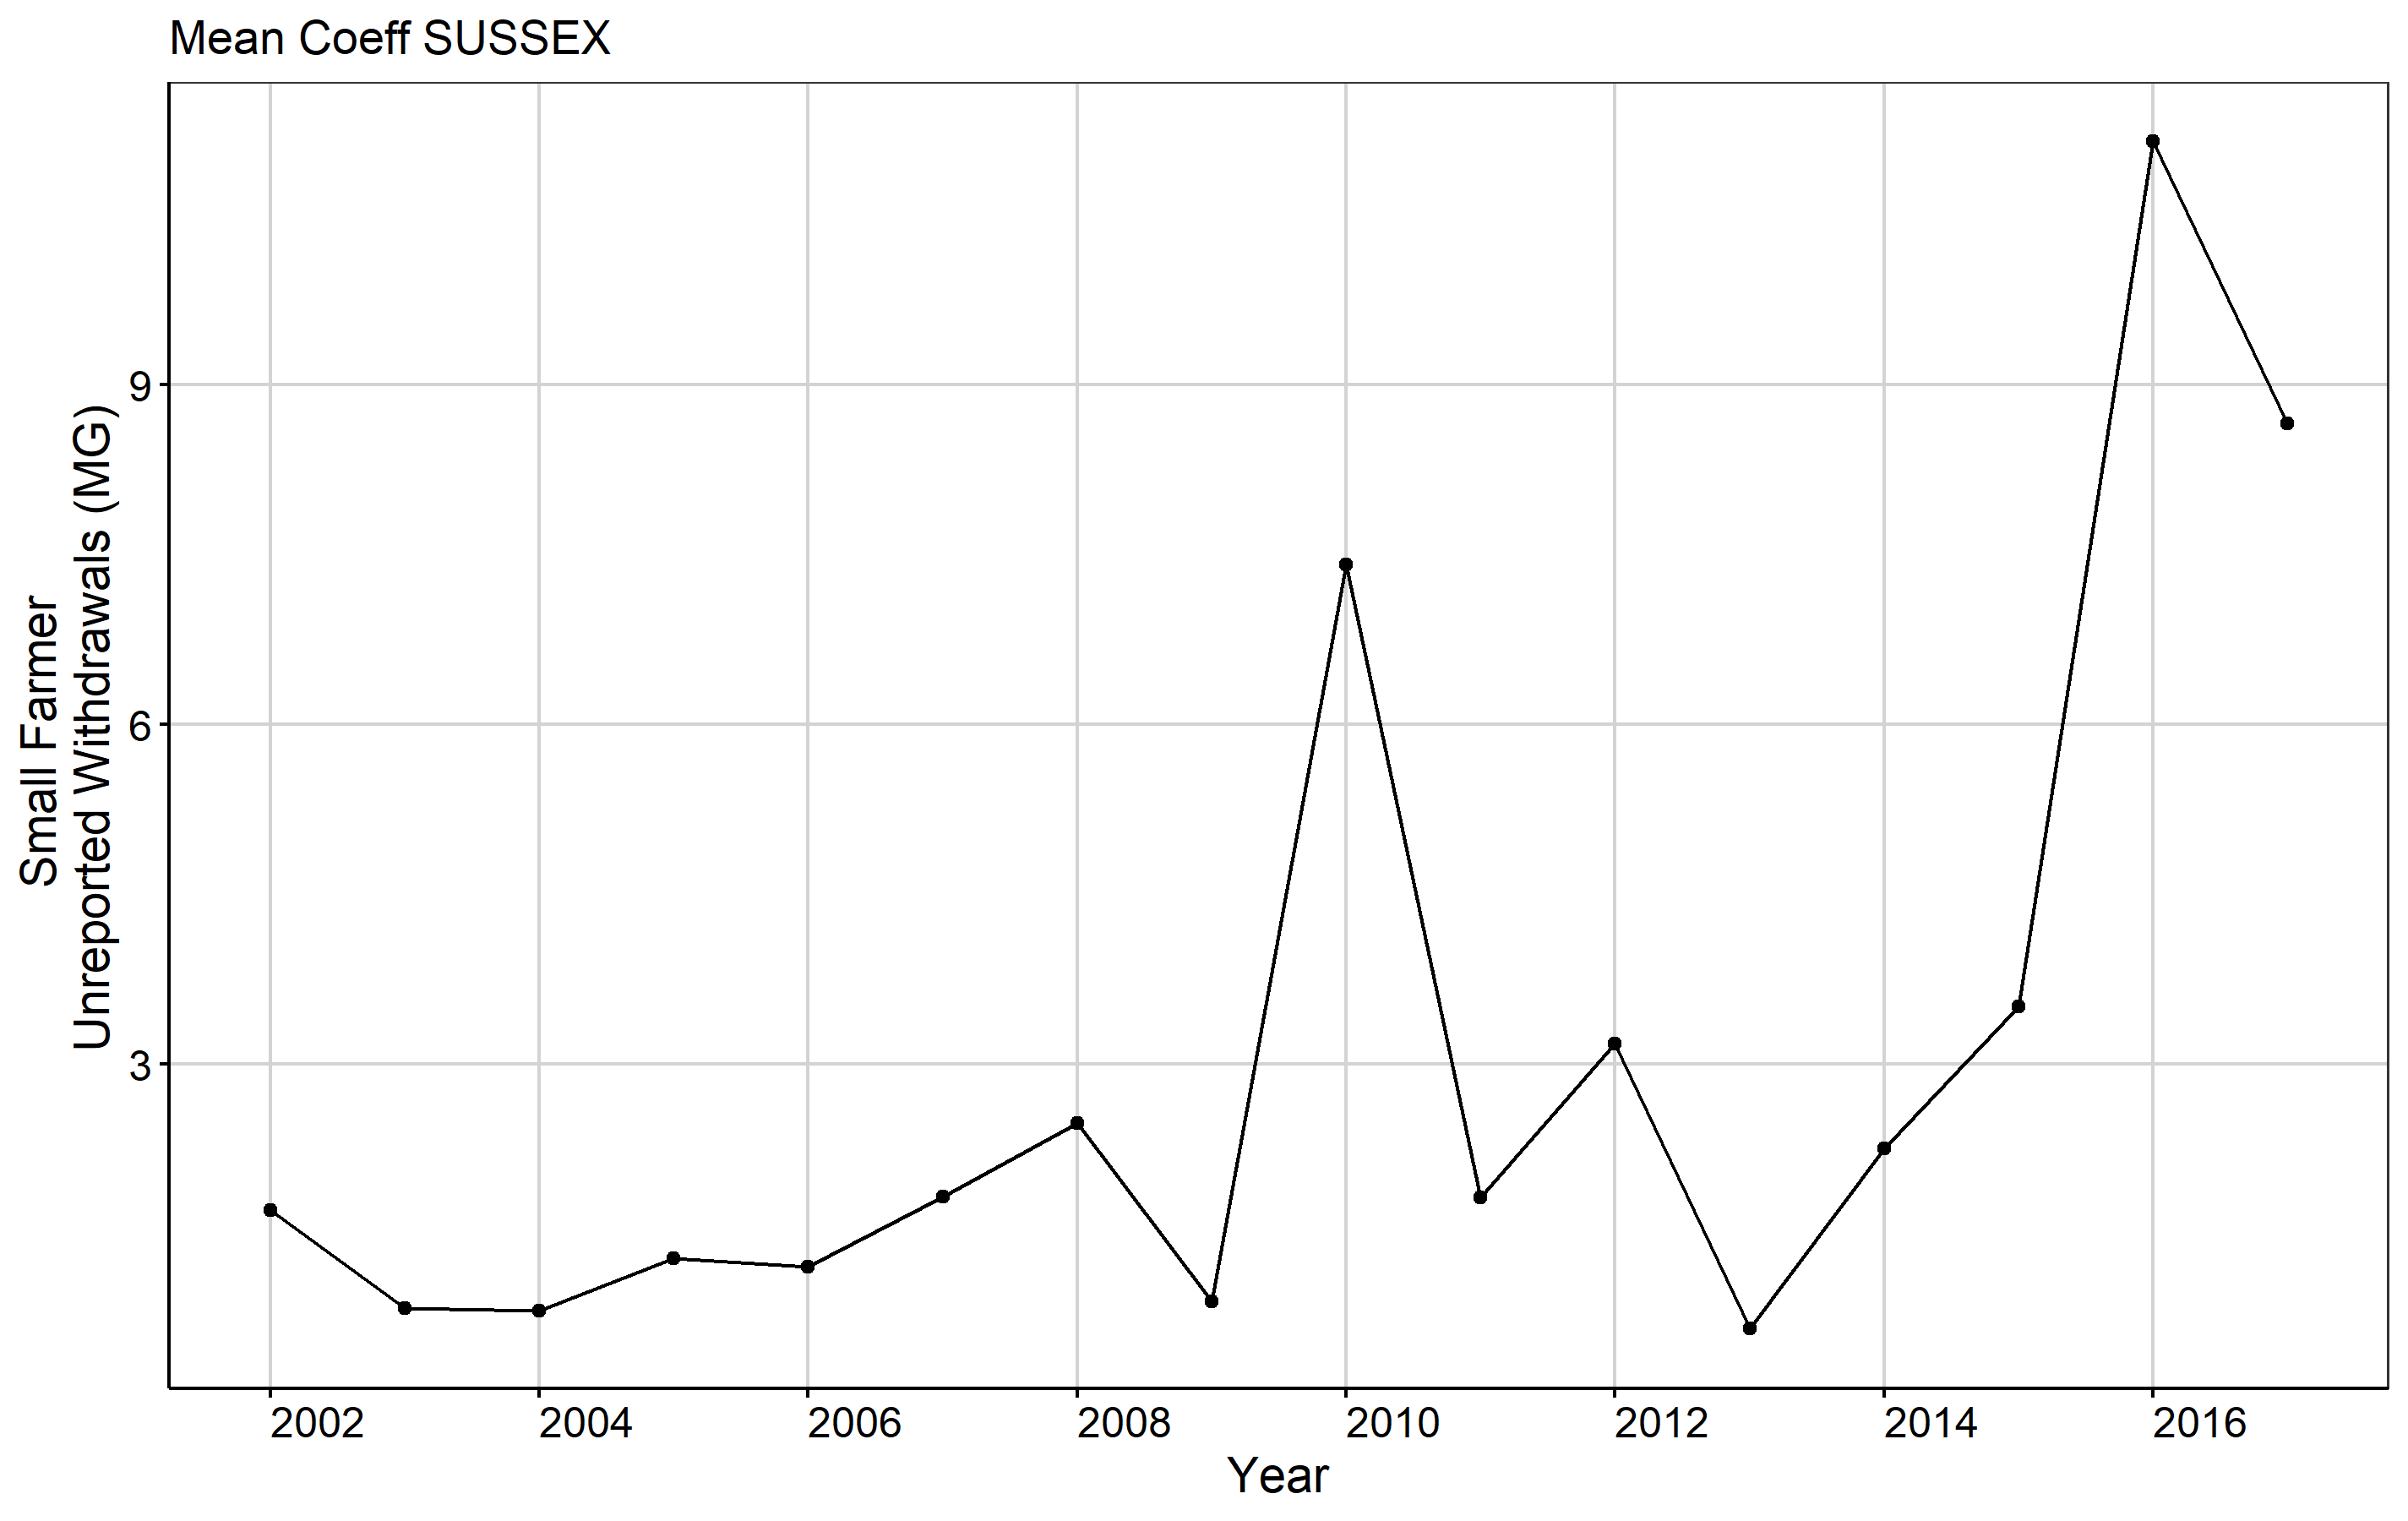 Mean Coeff SUSSEX
Small Farmer
Unreported Withdrawals (MG)
9
6
3
2002 2004 2006 2008 2010 2012 2014 2016
Year